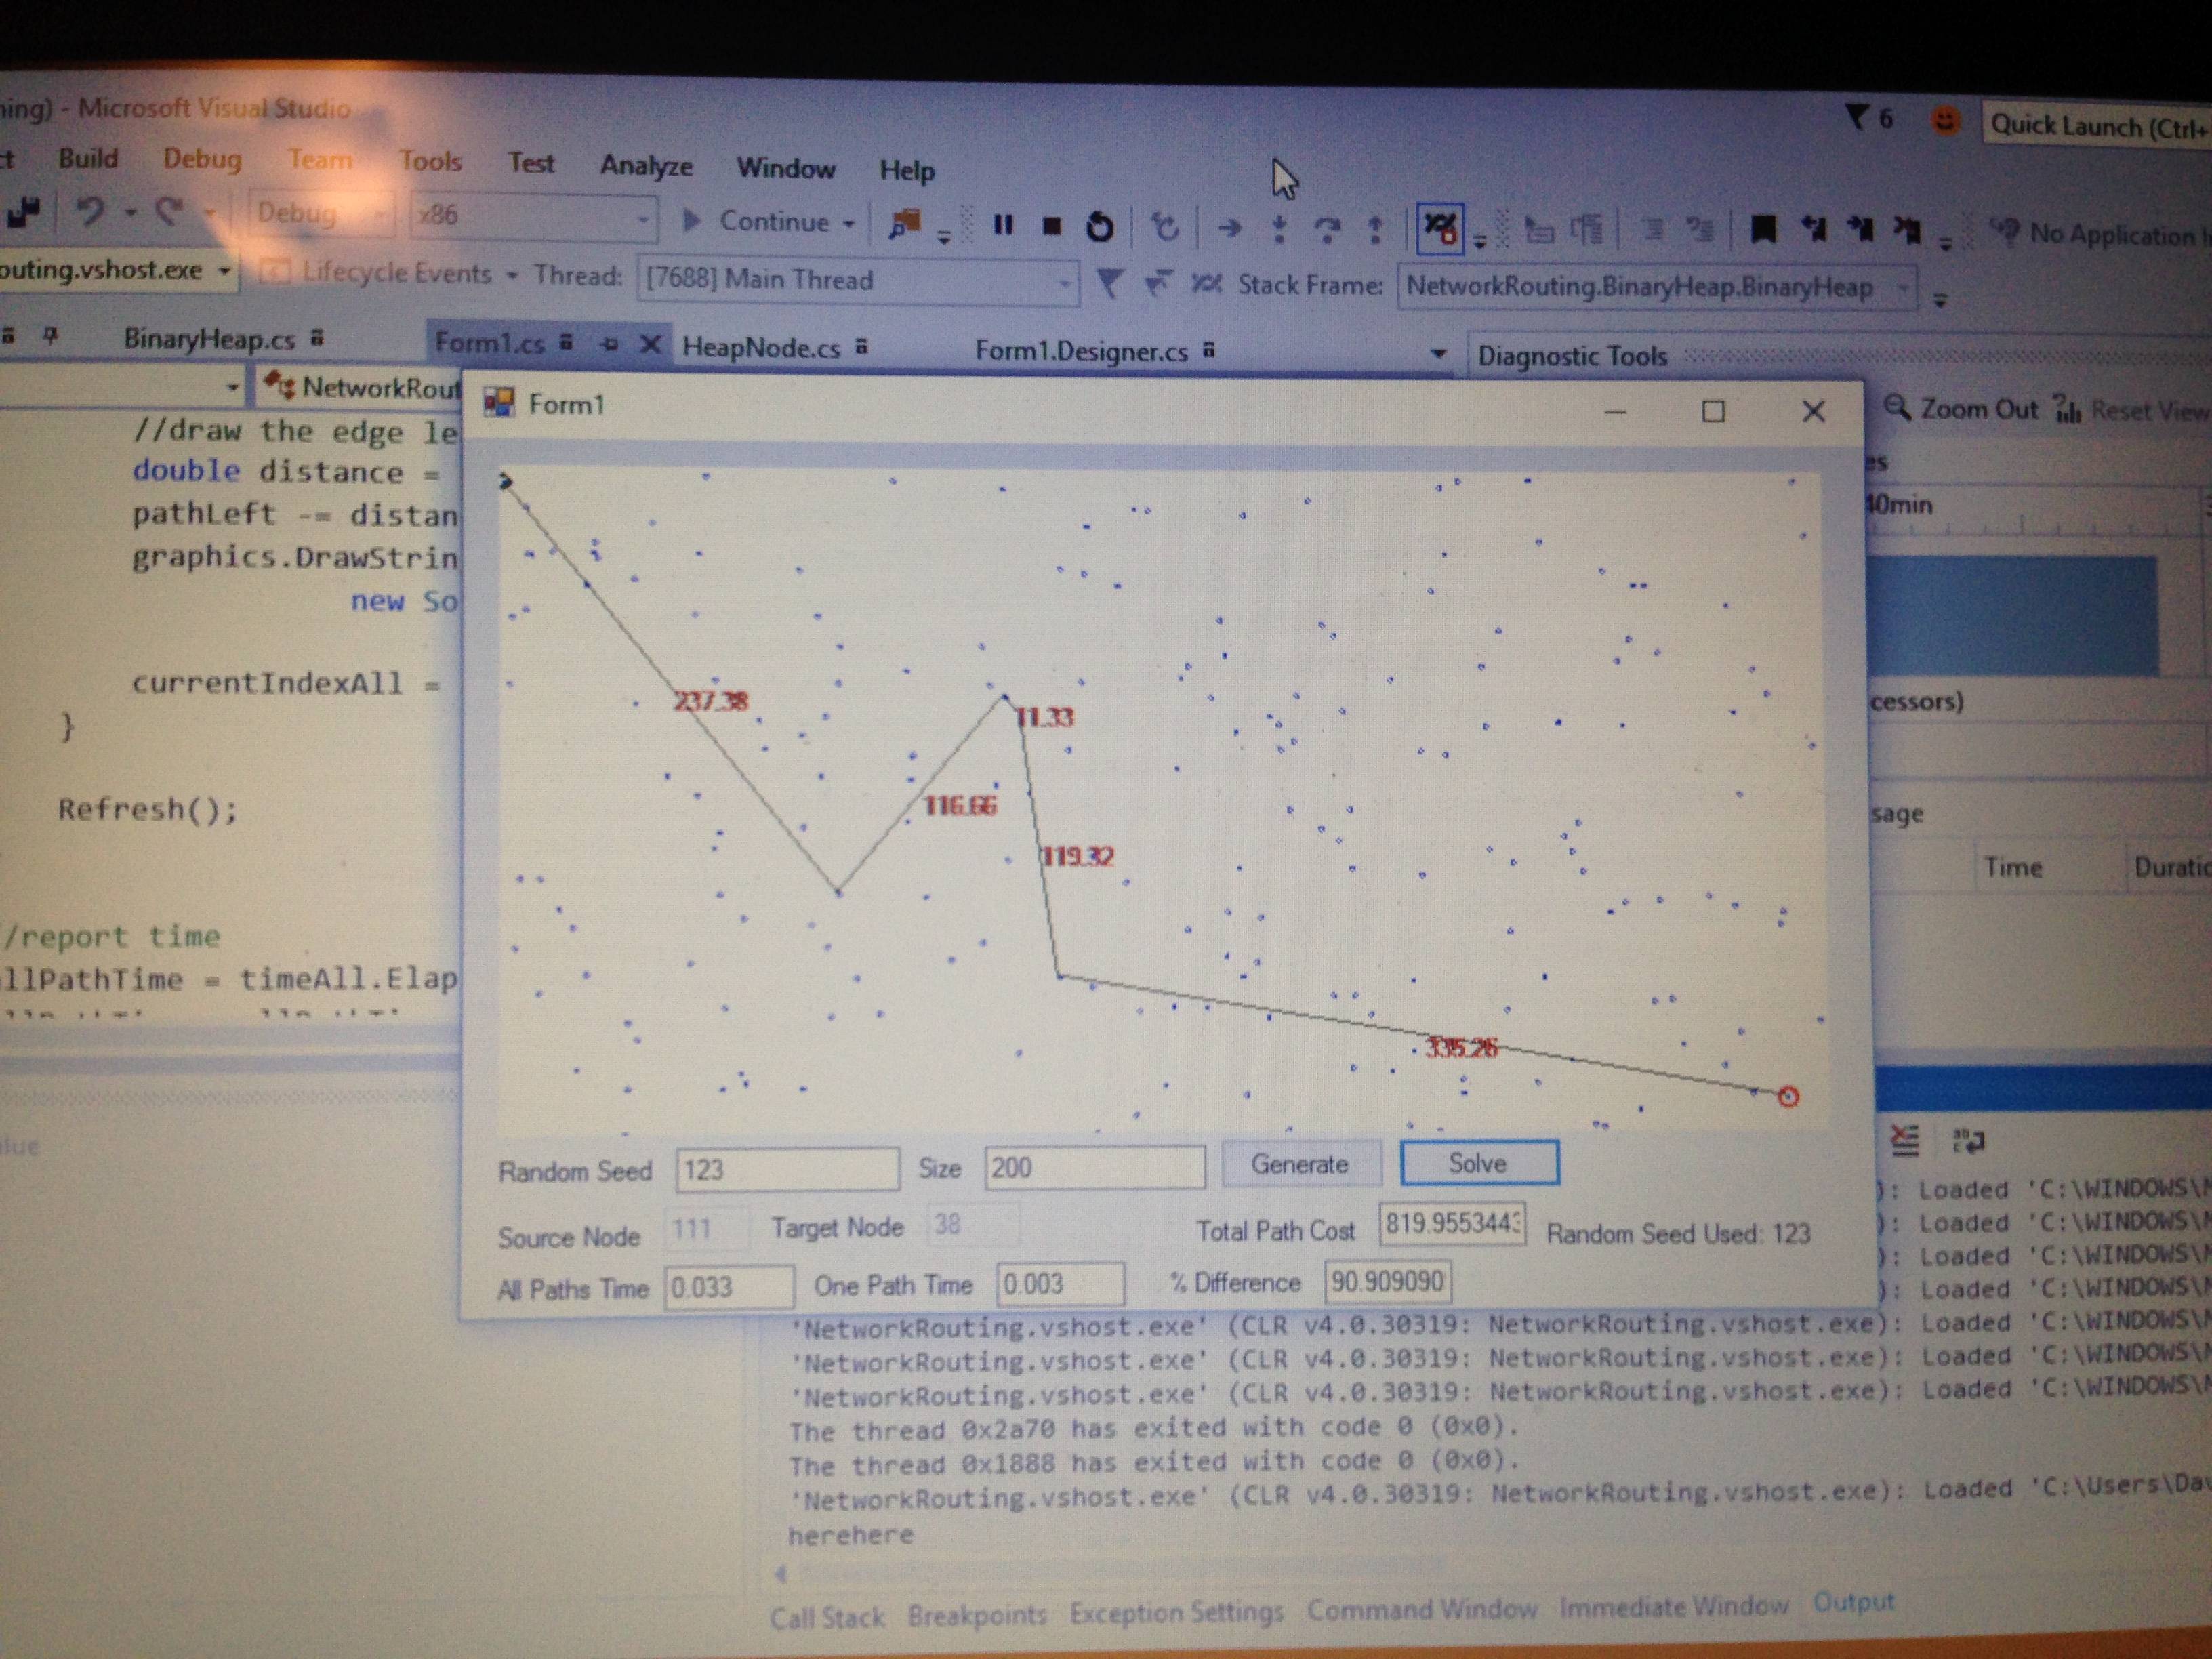 ning) - Microsoft Visual Studio
6
Quick Launch (Ctrl+
ct Build Debug Team Tools Test Analyze Window Help
Debug x86 Continue No Application I
outing.vshost.exe Lifecycle Events Thread: [7688] Main Thread Stack Frame: NetworkRouting.BinaryHeap.BinaryHeap
BinaryHeap.cs Form1.cs HeapNode.cs Form1.Designer.cs Diagnostic Tools
NetworkRout
Form1
Zoom Out Reset View
//draw the edge le
double distance =
pathLeft -= distan
graphics.DrawStrin
new So
currentIndexAll =
}
Refresh();
/report time
llPathTime = timeAll.Elap
es
40min
cessors)
sage
Time Duratio
237.38
11.33
116.66
119.32
335.26
Random Seed 123 Size 200 Generate Solve
Source Node 111 Target Node 38 Total Path Cost 819.9553443 Random Seed Used: 123
All Paths Time 0.033 One Path Time 0.003 % Difference 90.909090
alue
): Loaded 'C:\WINDOWS\M
): Loaded 'C:\WINDOWS\M
): Loaded 'C:\WINDOWS\M
): Loaded 'C:\WINDOWS\M
'NetworkRouting.vshost.exe' (CLR v4.0.30319: NetworkRouting.vshost.exe): Loaded 'C:\WINDOWS\M
'NetworkRouting.vshost.exe' (CLR v4.0.30319: NetworkRouting.vshost.exe): Loaded 'C:\WINDOWS\M
'NetworkRouting.vshost.exe' (CLR v4.0.30319: NetworkRouting.vshost.exe): Loaded 'C:\WINDOWS\M
The thread 0x2a70 has exited with code 0 (0x0).
The thread 0x1888 has exited with code 0 (0x0).
'NetworkRouting.vshost.exe' (CLR v4.0.30319: NetworkRouting.vshost.exe): Loaded 'C:\Users\Dav
herehere
Call Stack Breakpoints Exception Settings Command Window Immediate Window Output